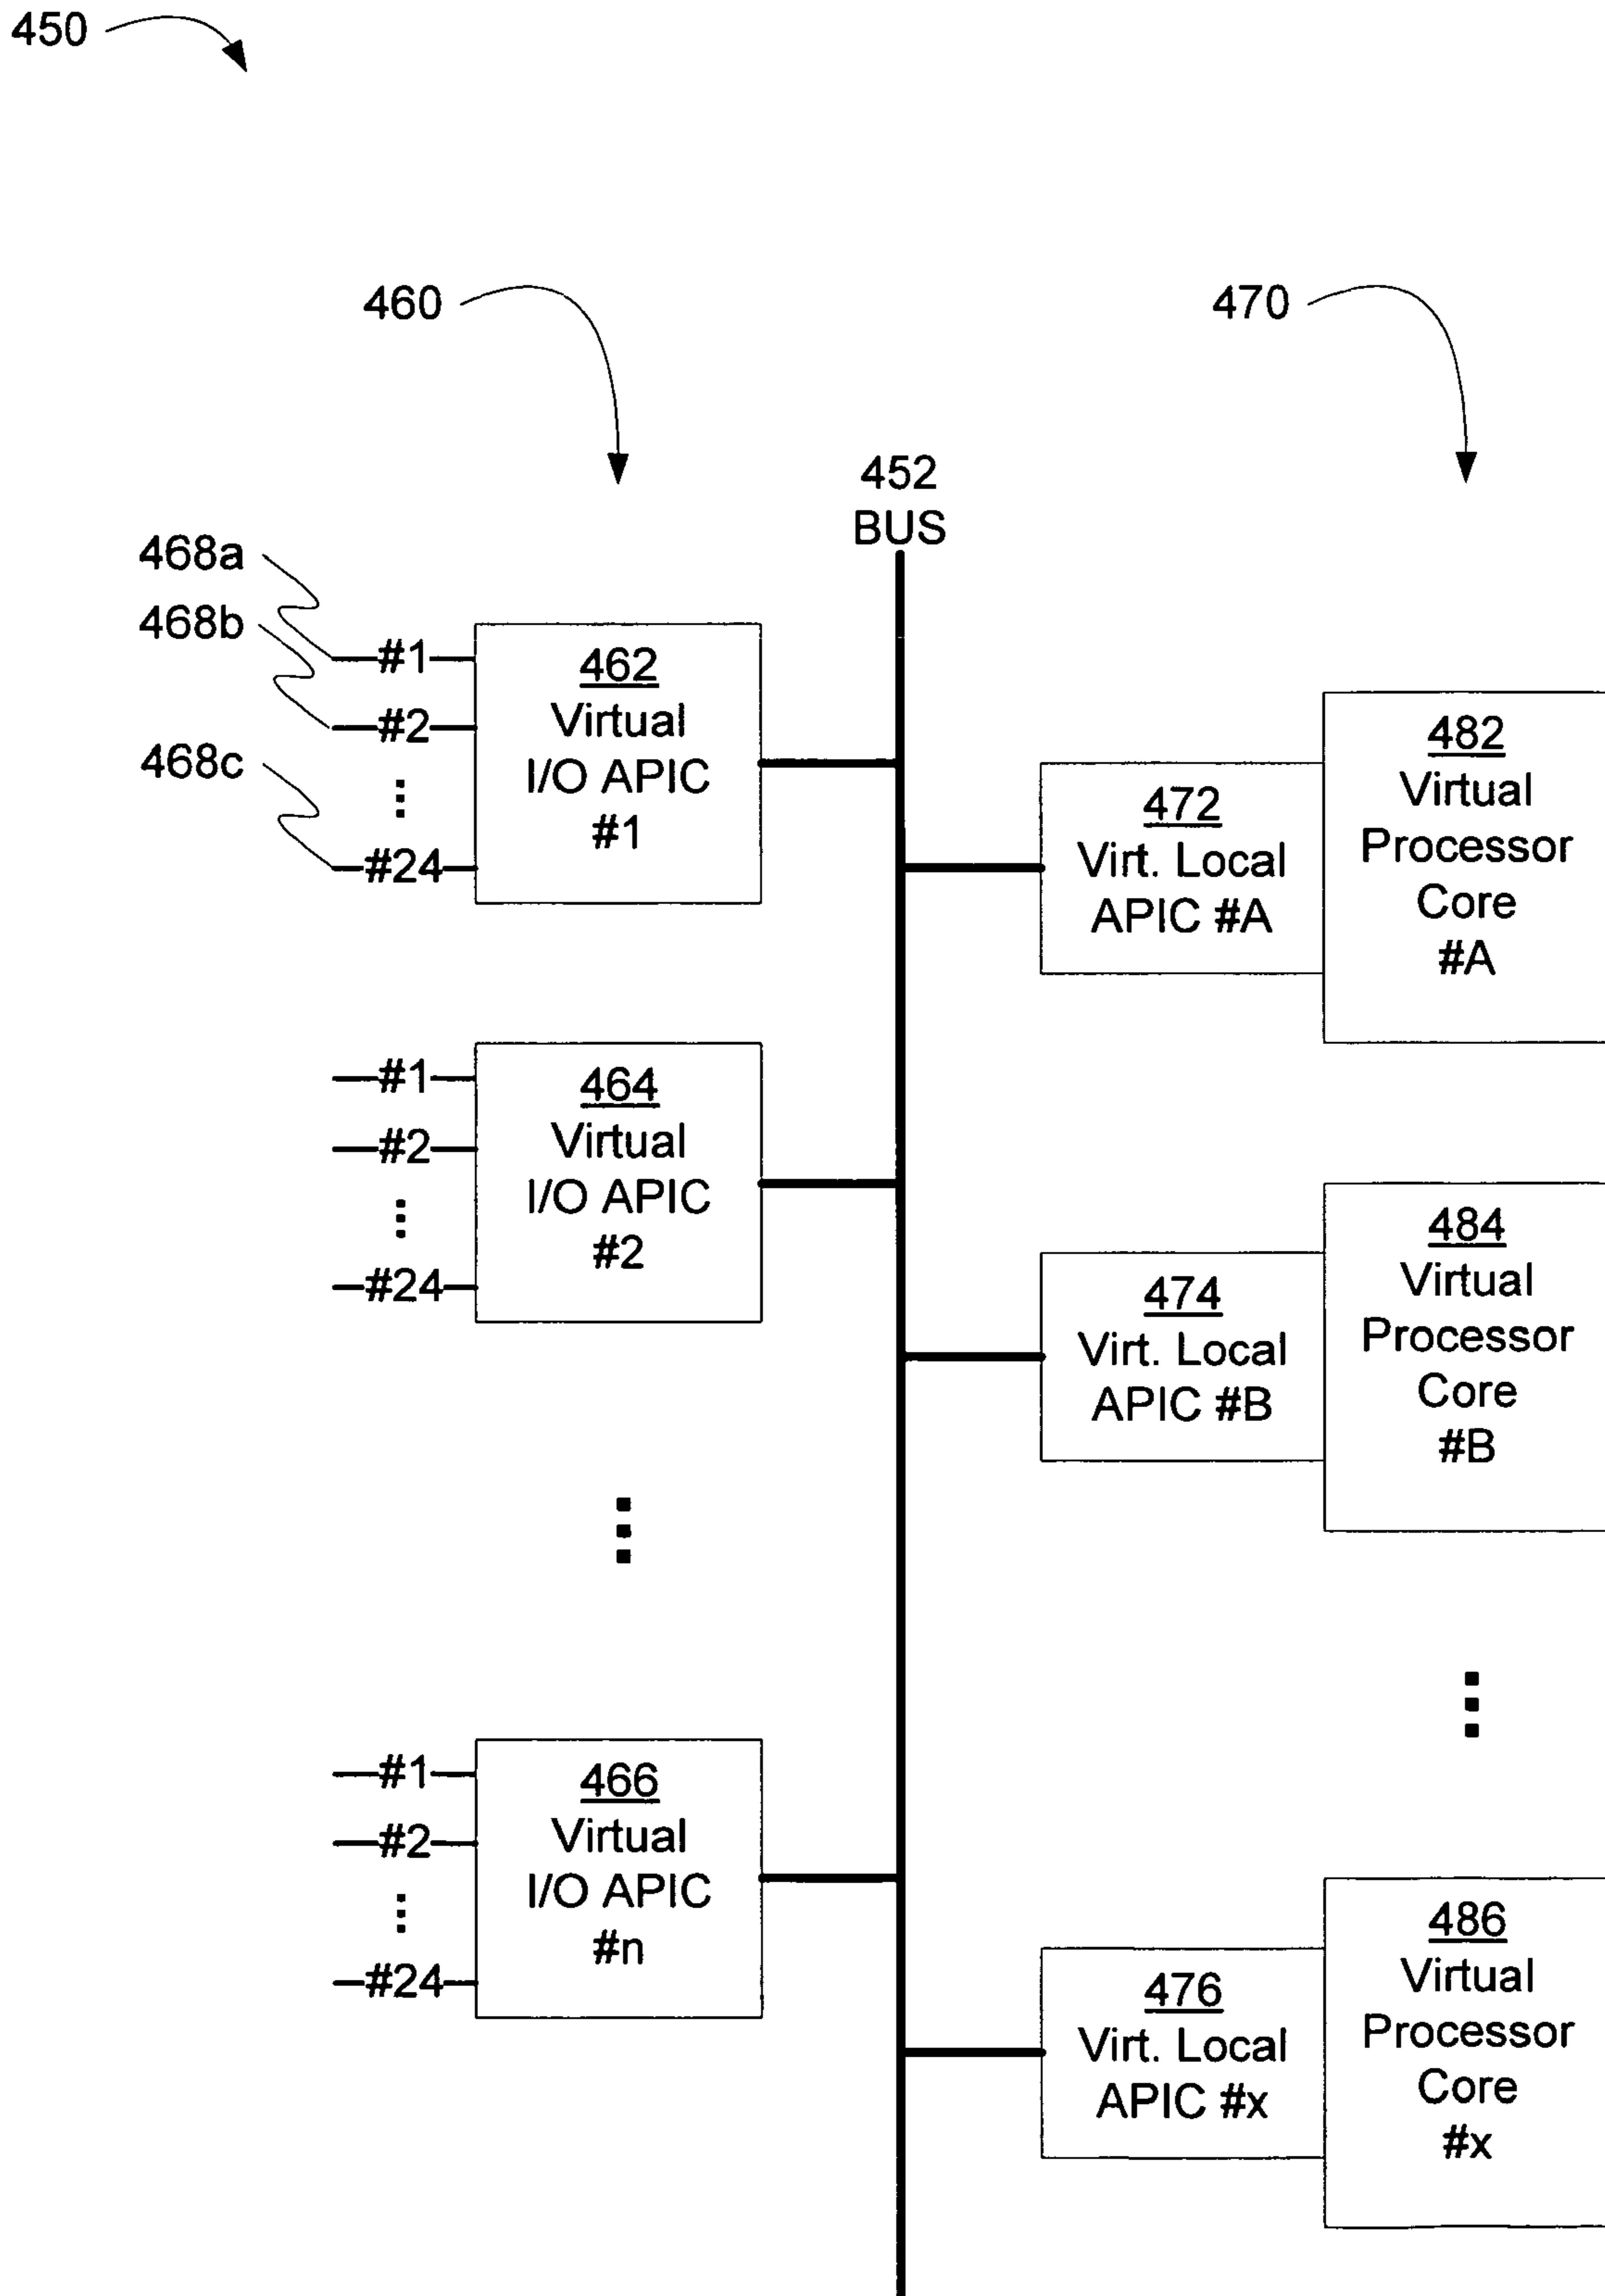 450
460
470
452
BUS
468a
468b
468c
#1
#2
#24
462
Virtual
I/O APIC
#1
472
Virt. Local
APIC #A
482
Virtual
Processor
Core
#A
#1
#2
#24
464
Virtual
I/O APIC
#2
474
Virt. Local
APIC #B
484
Virtual
Processor
Core
#B
#1
#2
#24
466
Virtual
I/O APIC
#n
476
Virt. Local
APIC #x
486
Virtual
Processor
Core
#x